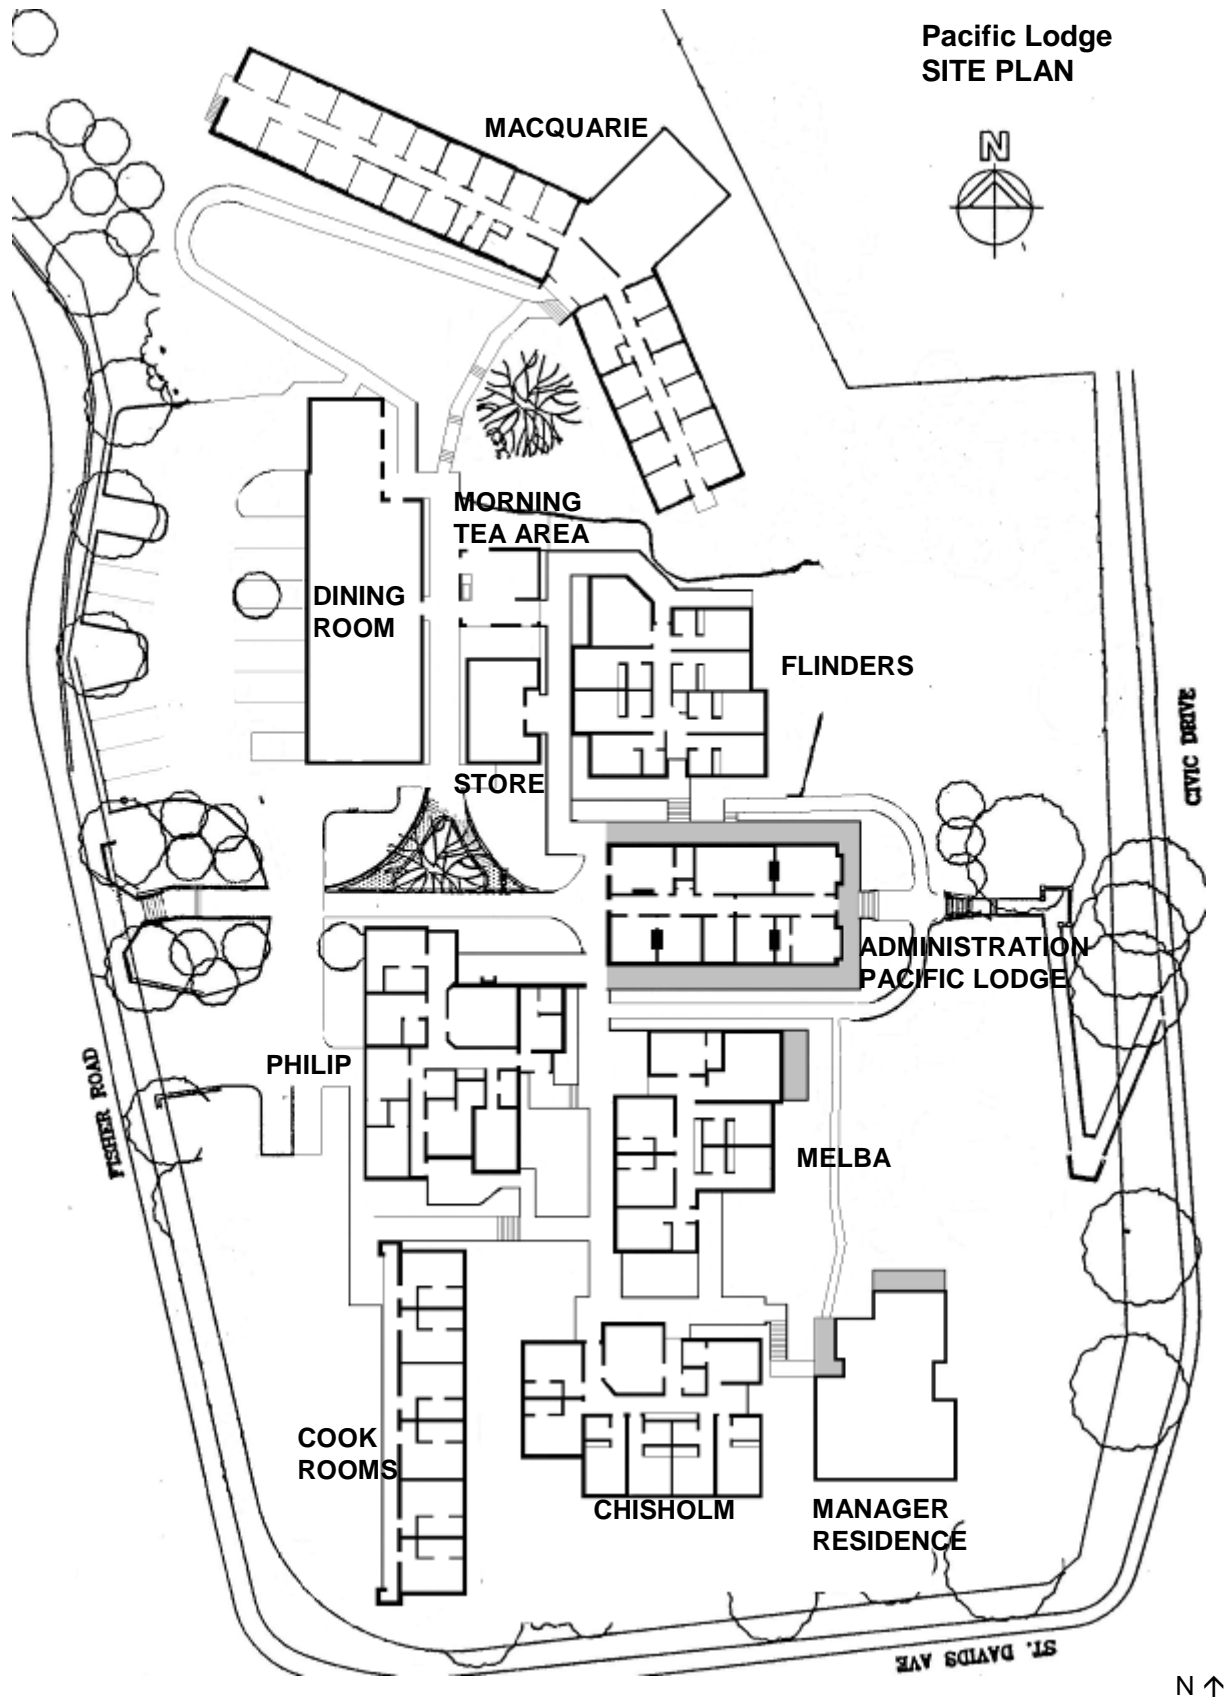 Pacific Lodge
SITE PLAN
N
MACQUARIE
MORNING
TEA AREA
DINING
ROOM
FLINDERS
CIVIC DRIVE
STORE
ADMINISTRATION
PACIFIC LODGE
FISHER ROAD
PHILIP
MELBA
COOK
ROOMS
CHISHOLM
MANAGER
RESIDENCE
ST. DAVIDS AVE
N ↑